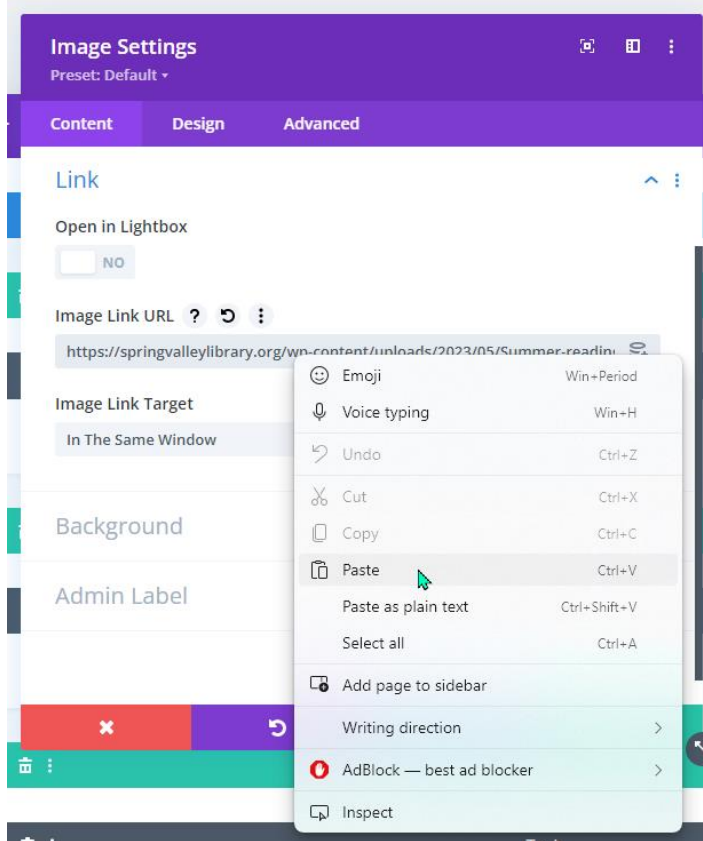 Image Settings
Preset: Default
Content Design Advanced
Link
Open in Lightbox
NO
Image Link URL ?
https://springvalleylibrary.org/wp-content/uploads/2023/05/Summer-readin
Image Link Target
In The Same Window
Background
Admin Label
Emoji Win+Period
Voice typing Win+H
Undo Ctrl+Z
Cut Ctrl+X
Copy Ctrl+C
Paste Ctrl+V
Paste as plain text Ctrl+Shift+V
Select all Ctrl+A
Add page to sidebar
Writing direction
AdBlock — best ad blocker
Inspect